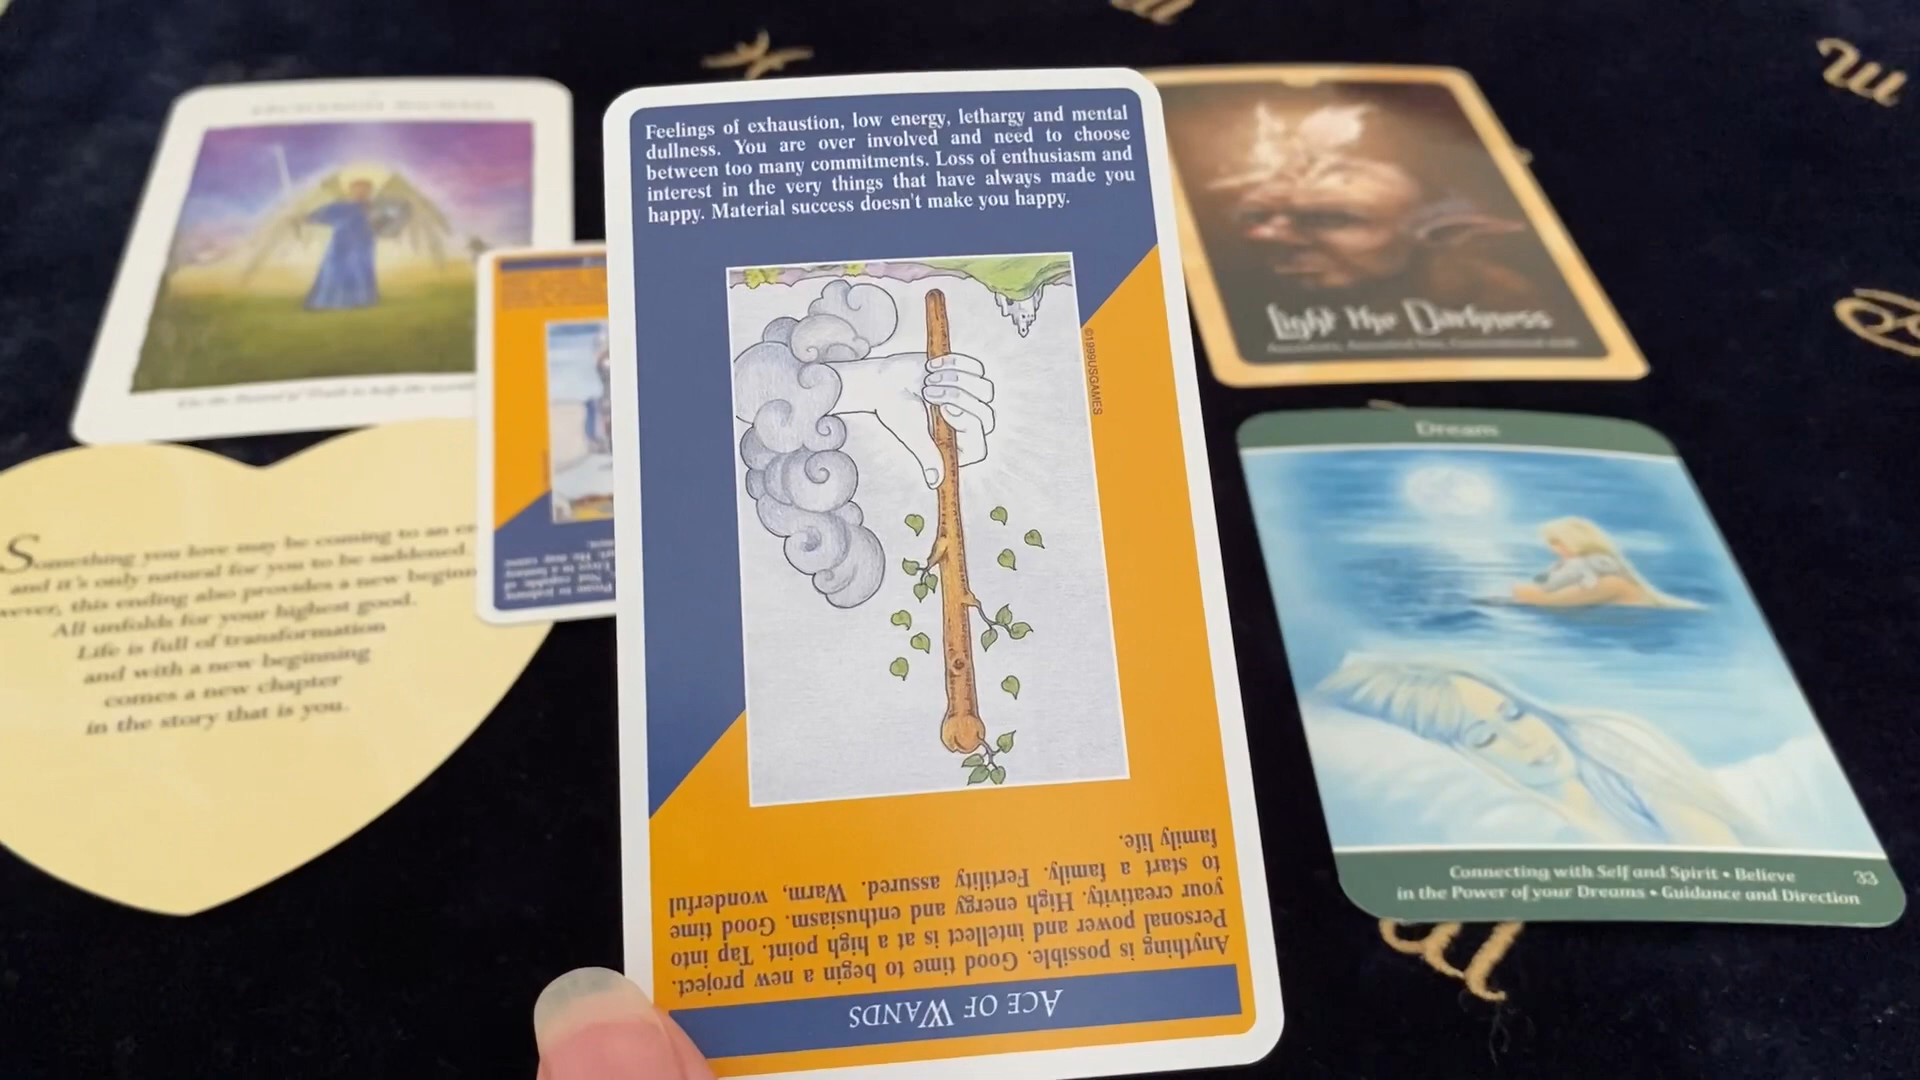 Feelings of exhaustion, low energy, lethargy and mental
dullness. You are over involved and need to choose
between too many commitments. Loss of enthusiasm and
interest in the very things that have always made you
happy. Material success doesn't make you happy.
©1999USGAMES
ACE OF WANDS
Anything is possible. Good time to begin a new project.
Personal power and intellect is at a high point. Tap into
your creativity. High energy and enthusiasm. Good time
to start a family. Fertility assured. Warm, wonderful
family life.
Light the Darkness
Something you love may be coming to an
and it's only natural for you to be saddened.
this ending also provides a new
All unfolds for your highest good.
Life is full of transformation
and with a new beginning
comes a new chapter
in the story that is you.
Dream
Connecting with Self and Spirit • Believe
in the Power of your Dreams • Guidance and Direction
33